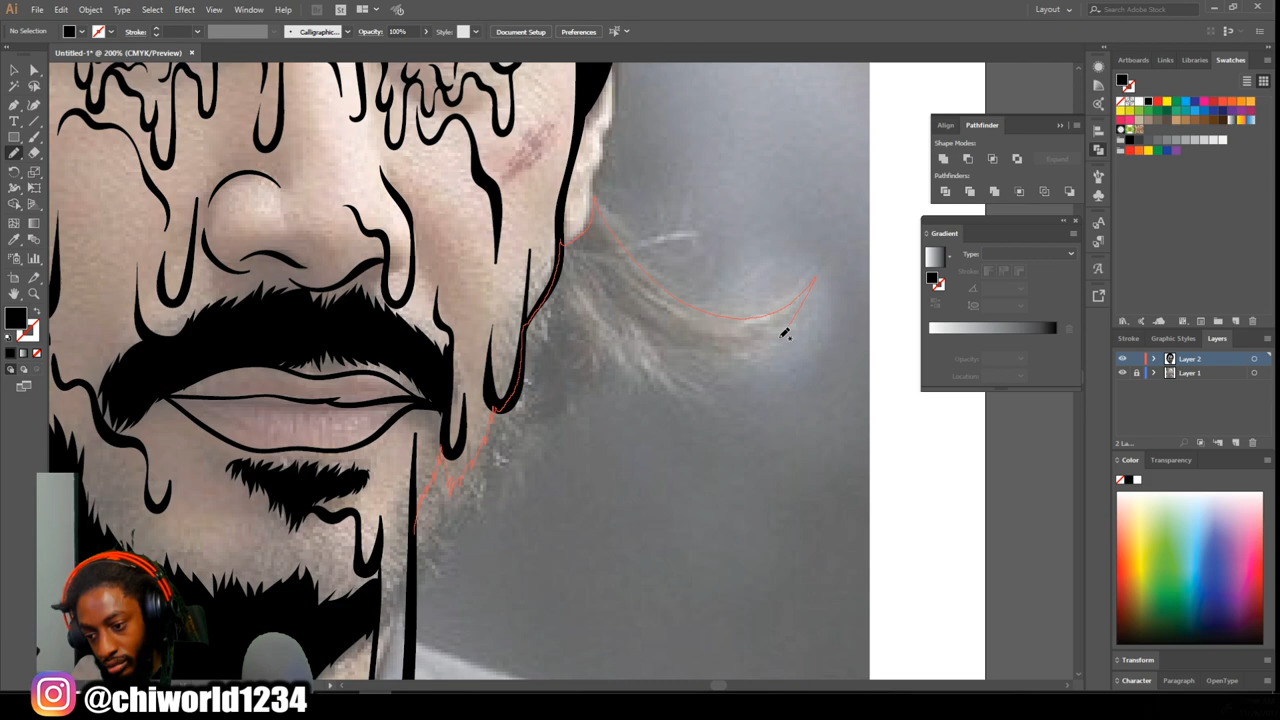 Ai File Edit Object Type Select Effect View Window Help Br St Layout Search Adobe Stock
No Selection Stroke: Calligraphic... Opacity: 100% Style: Document Setup Preferences
Untitled-1* @ 200% (CMYK/Preview) ×
Artboards Links Libraries Swatches
Align Pathfinder
Shape Modes:
Expand
Pathfinders:
Gradient
Type:
Stroke:
Opacity:
Location:
Stroke Graphic Styles Layers
Layer 2
Layer 1
2 La...
Color Transparency
Transform
Character Paragraph OpenType
@chiworld1234